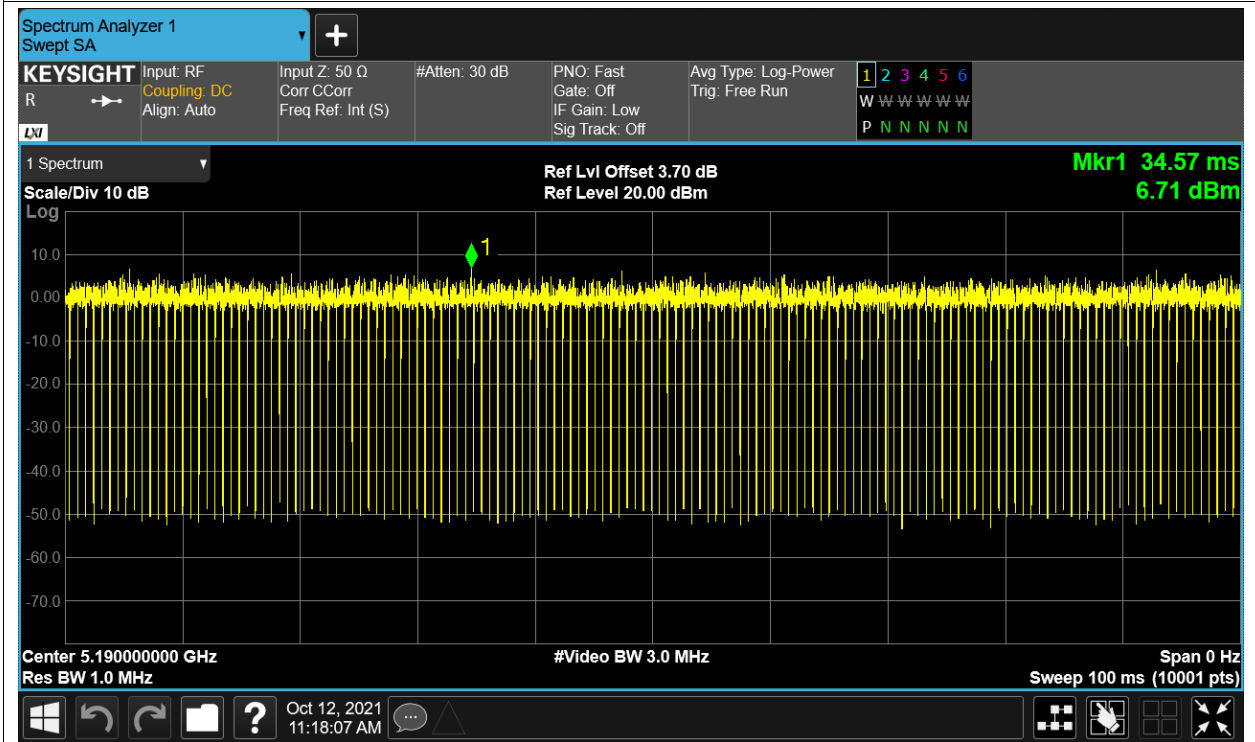 Spectrum Analyzer 1
Swept SA
KEYSIGHT
R
LXI
Input: RF
Coupling: DC
Align: Auto
Input Z: 50 Ω
Corr CCorr
Freq Ref: Int (S)
#Atten: 30 dB
PNO: Fast
Gate: Off
IF Gain: Low
Sig Track: Off
Avg Type: Log-Power
Trig: Free Run
1 2 3 4 5 6
W W W W W W
P N N N N N
1 Spectrum
Scale/Div 10 dB
Log
Ref Lvl Offset 3.70 dB
Ref Level 20.00 dBm
Mkr1 34.57 ms
6.71 dBm
1
10.0
0.00
-10.0
-20.0
-30.0
-40.0
-50.0
-60.0
-70.0
Center 5.190000000 GHz
Res BW 1.0 MHz
#Video BW 3.0 MHz
Span 0 Hz
Sweep 100 ms (10001 pts)
?
Oct 12, 2021
11:18:07 AM